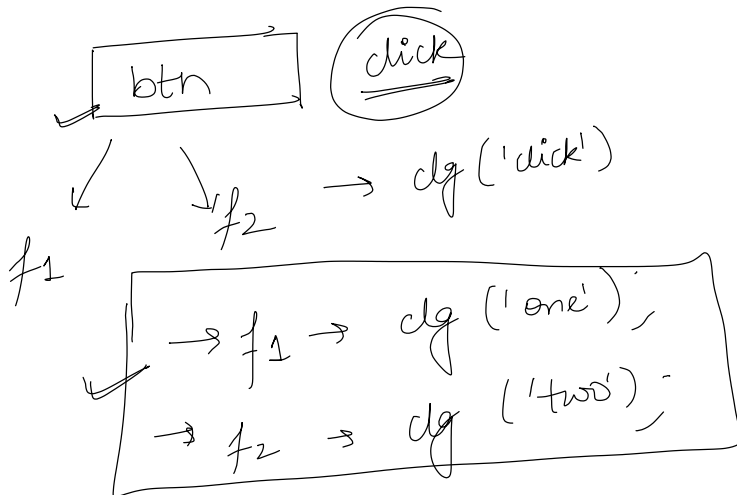 btn click
f1 f2 → clg ('click')
→ f1 → clg ('one');
→ f2 → clg ('two');